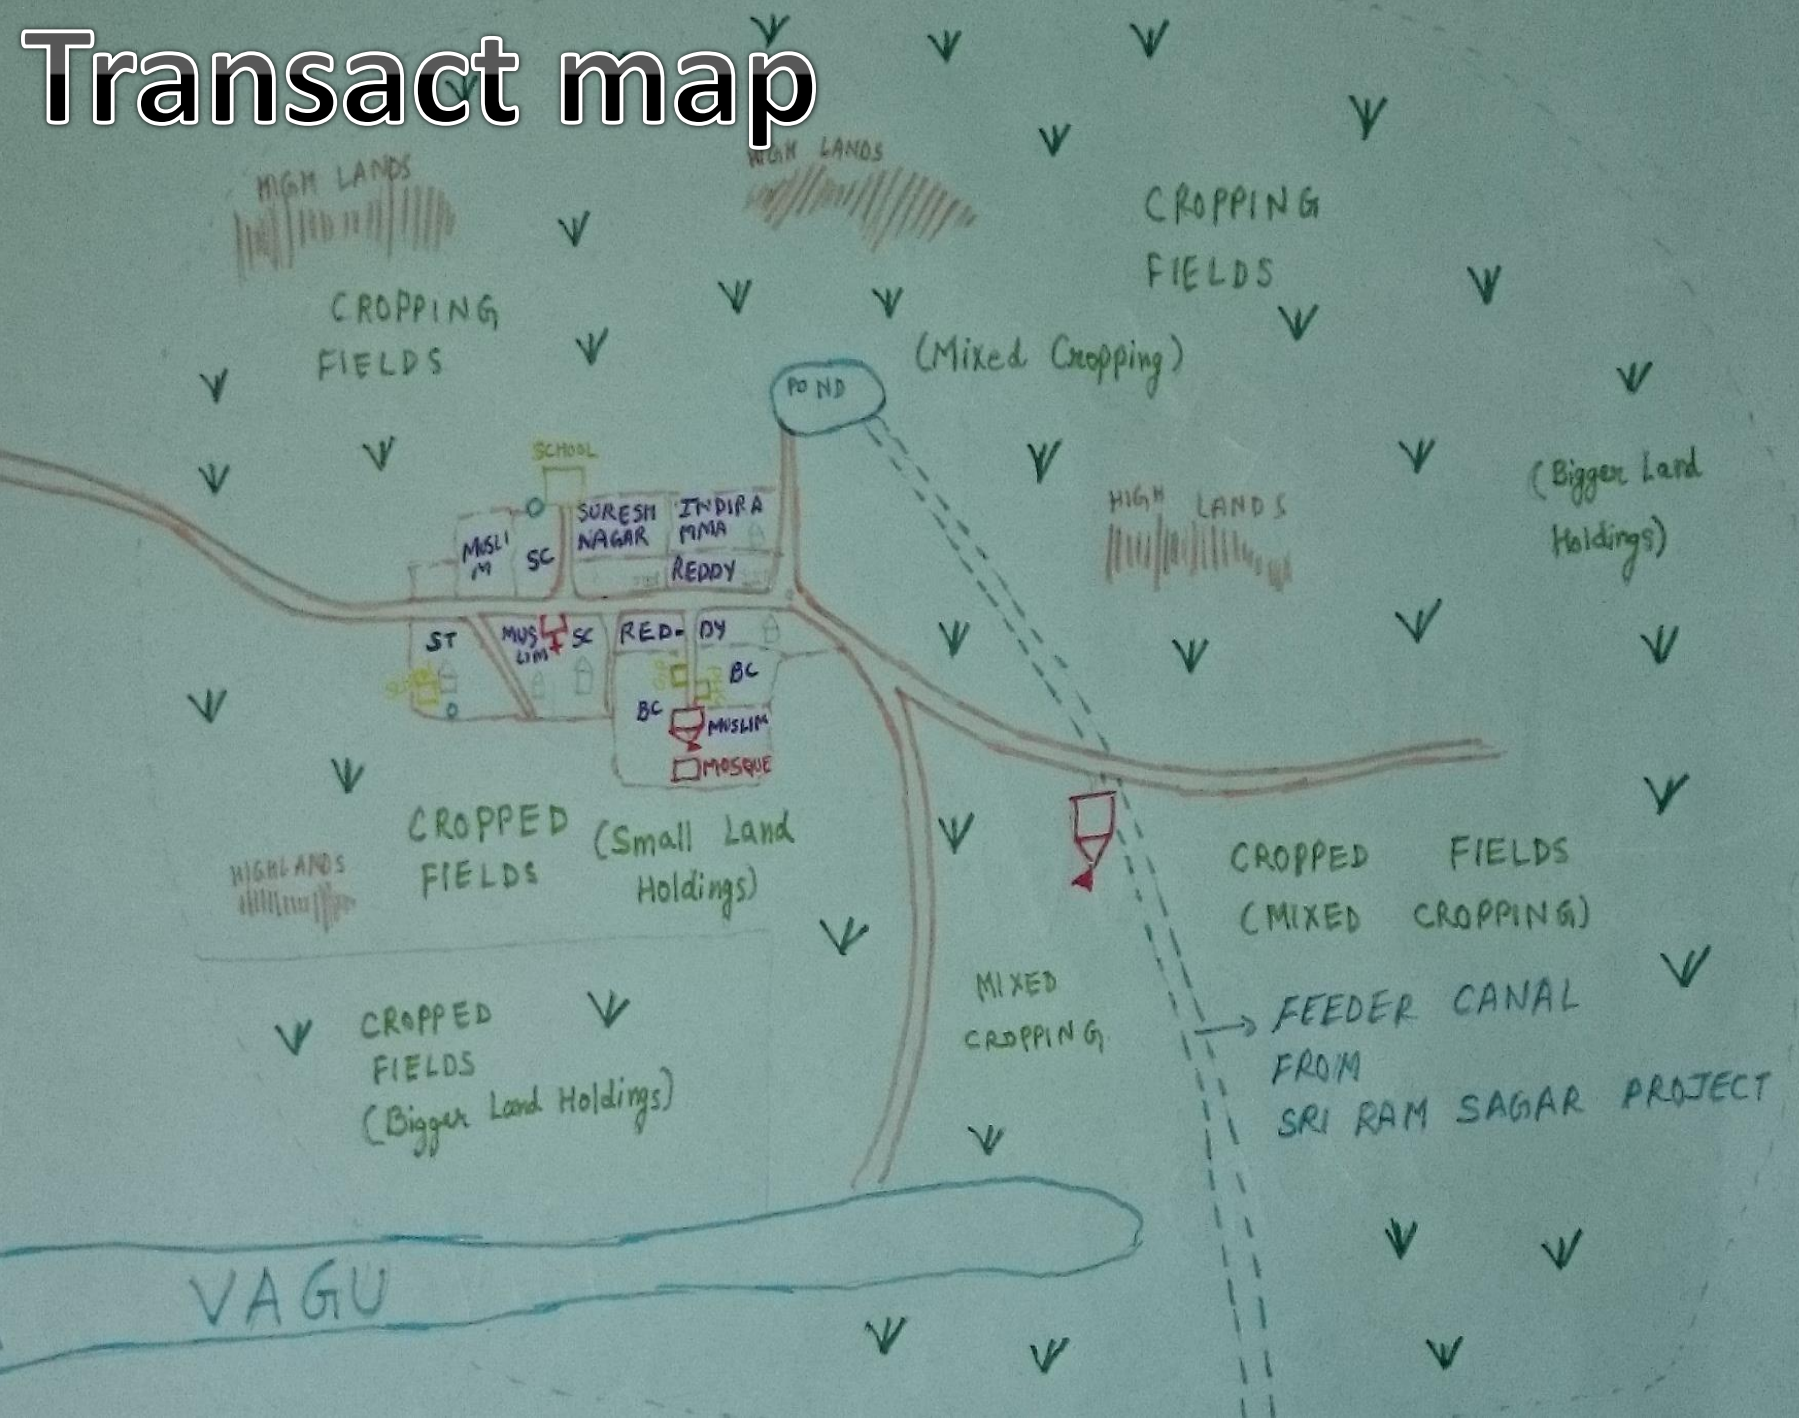 Transact map
HIGH LANDS
HIGH LANDS
CROPPING
FIELDS
CROPPING
FIELDS
(Mixed Cropping)
POND
(Bigger Land
Holdings)
HIGH LANDS
SCHOOL
MUSLI
M
SC
SURESH
NAGAR
INDIRA
MMA
REDDY
ST
MUS
LIM
SC
RED-
DY
BC
BC
MUSLIM
MOSQUE
CROPPED
FIELDS
(Small Land
Holdings)
HIGHLANDS
CROPPED FIELDS
(MIXED CROPPING)
MIXED
CROPPING
CROPPED
FIELDS
(Bigger Land Holdings)
FEEDER CANAL
FROM
SRI RAM SAGAR PROJECT
VAGU